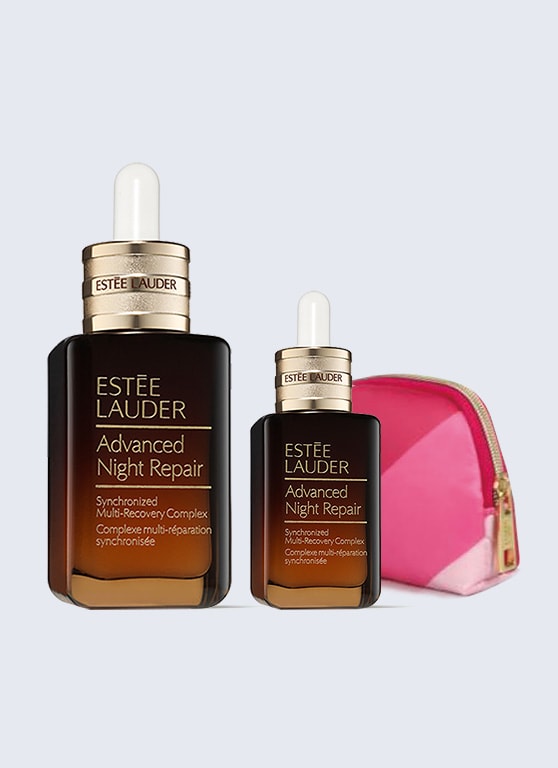 ESTĒE LAUDER
ESTĒE
LAUDER
Advanced
Night Repair
Synchronized
Multi-Recovery Complex
Complexe multi-réparation
synchronisée
ESTĒE LAUDER
ESTĒE
LAUDER
Advanced
Night Repair
Synchronized
Multi-Recovery Complex
Complexe multi-réparation
synchronisée